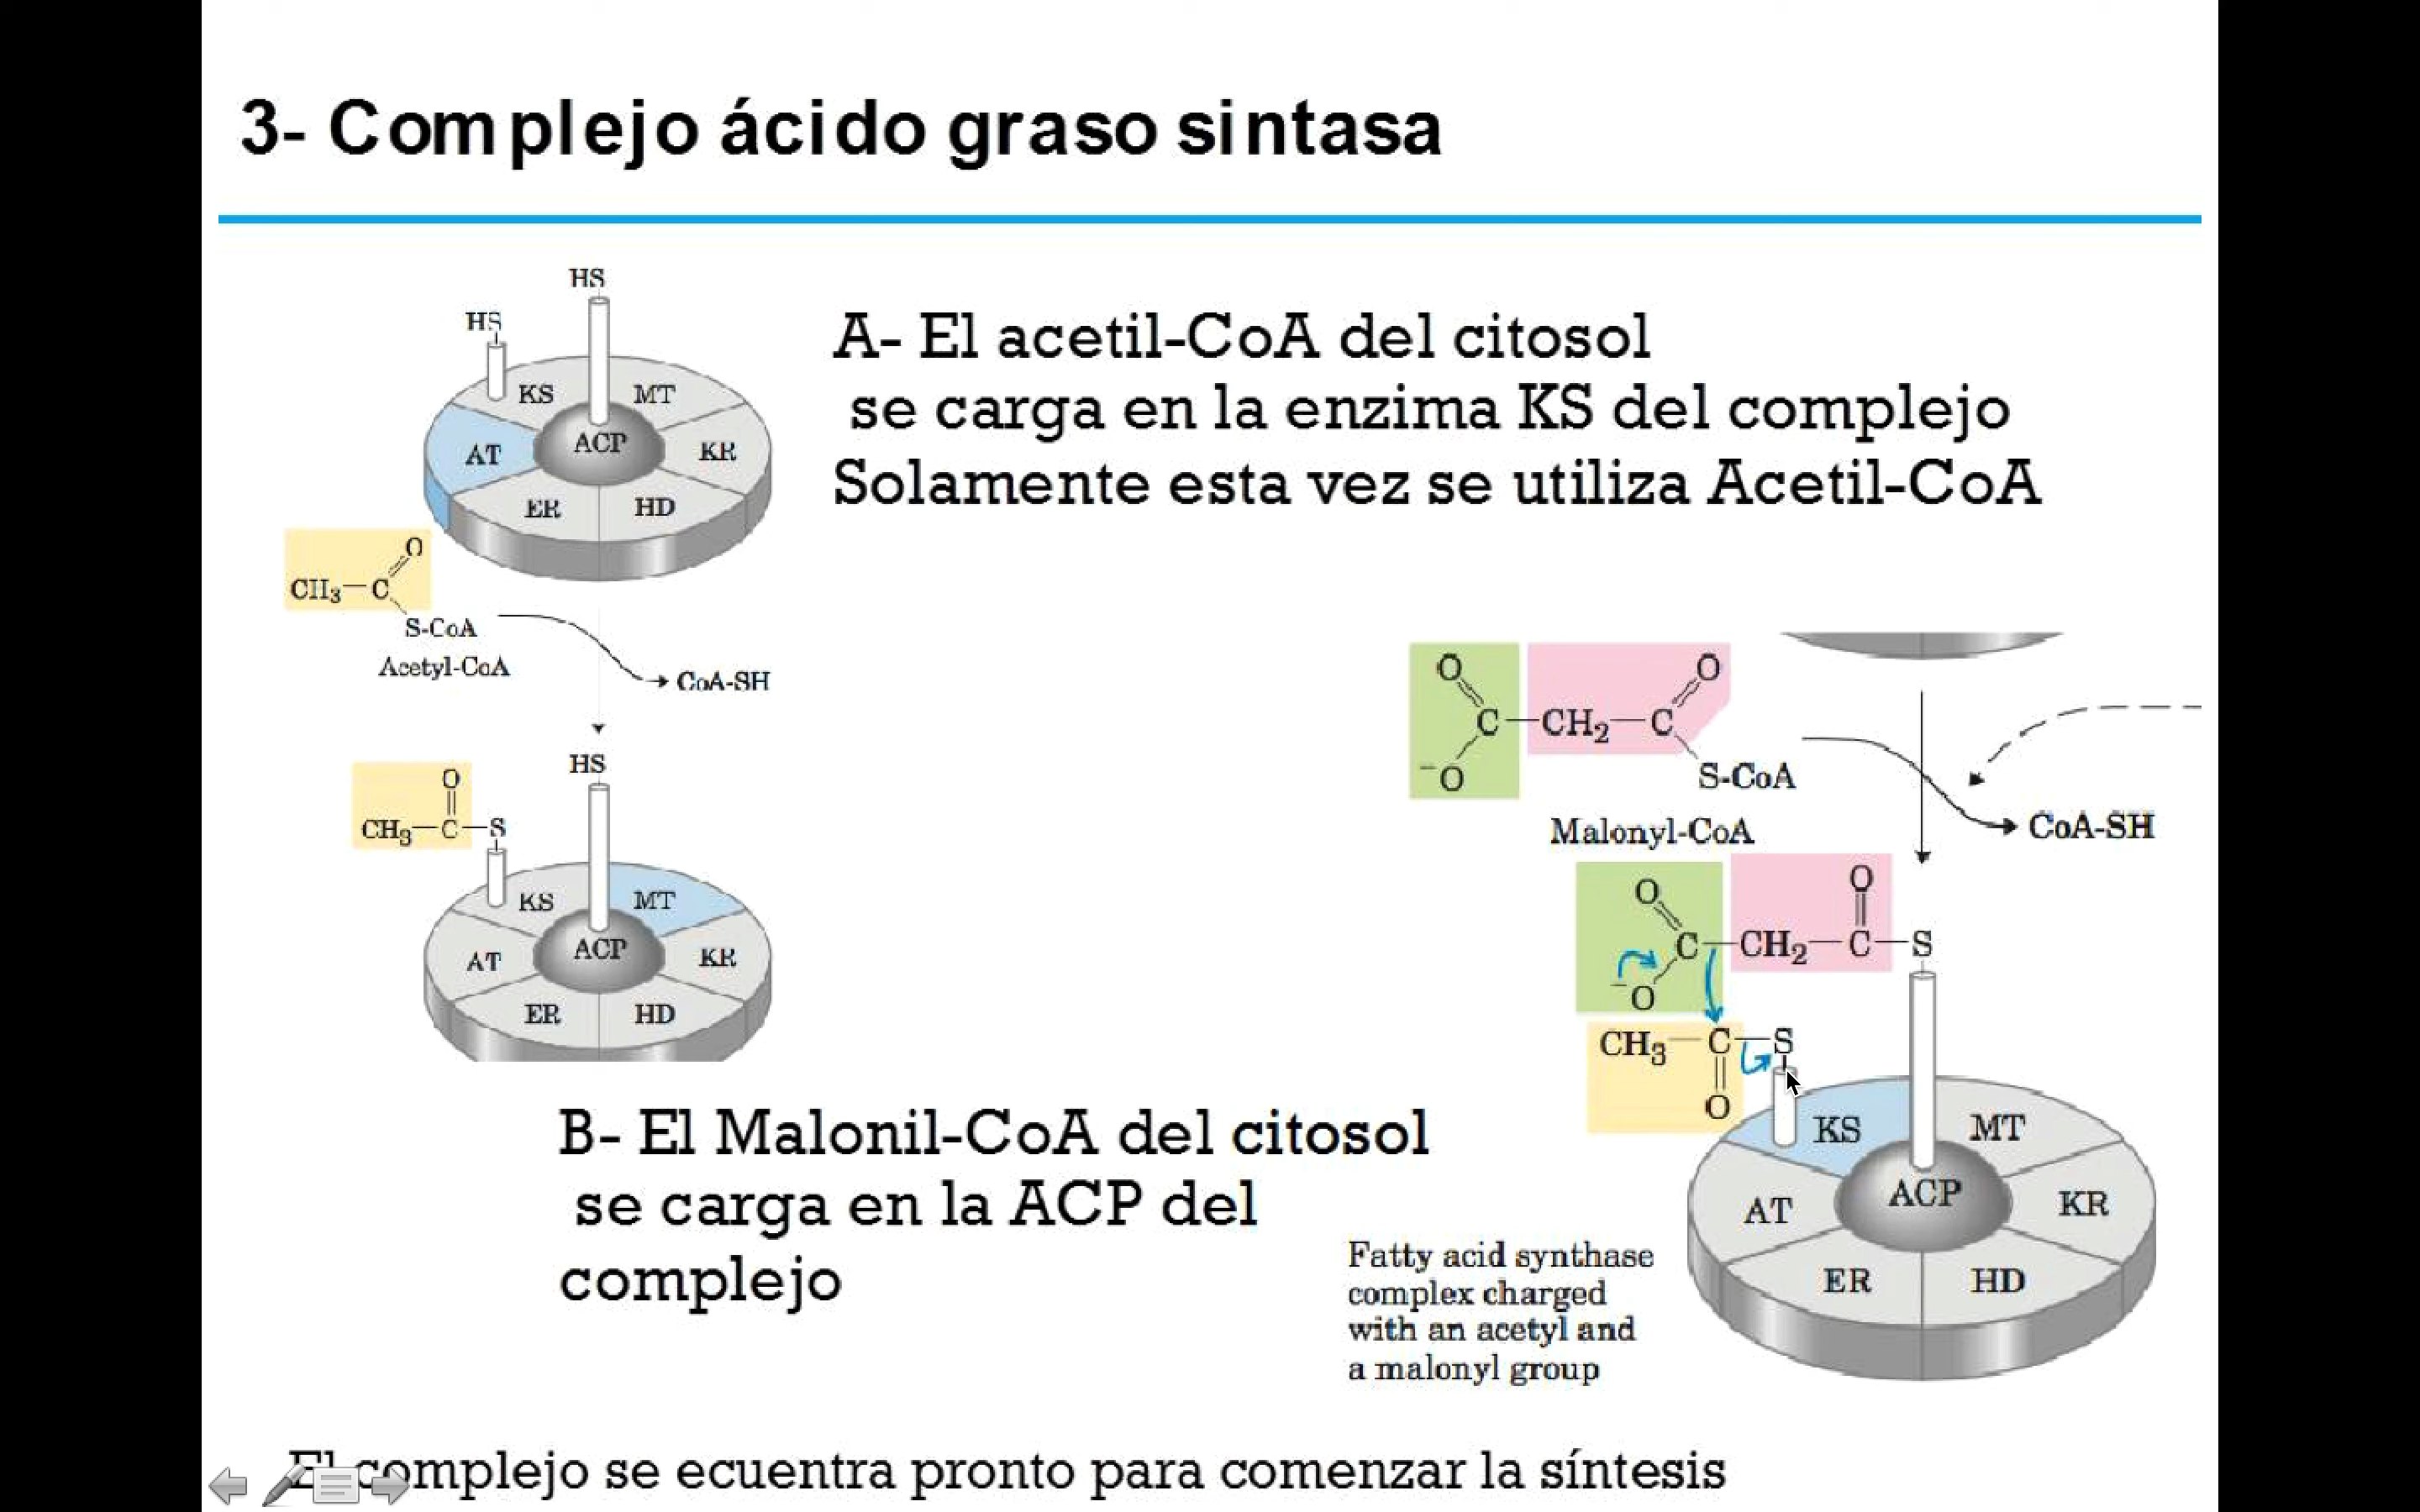 3- Complejo ácido graso sintasa
HS
HS
KS
MT
AT
ACP
KR
ER
HD
A- El acetil-CoA del citosol
se carga en la enzima KS del complejo
Solamente esta vez se utiliza Acetil-CoA
O
CH₃—C
S-CoA
Acetyl-CoA
CoA-SH
HS
O
CH₃—C—S
KS
MT
AT
ACP
KR
ER
HD
O
O
C—CH₂—C
⁻O
S-CoA
Malonyl-CoA
CoA-SH
O
O
C—CH₂—C—S
⁻O
CH₃—C—S
O
KS
MT
AT
ACP
KR
ER
HD
B- El Malonil-CoA del citosol
se carga en la ACP del
complejo
Fatty acid synthase
complex charged
with an acetyl and
a malonyl group
El complejo se ecuentra pronto para comenzar la síntesis